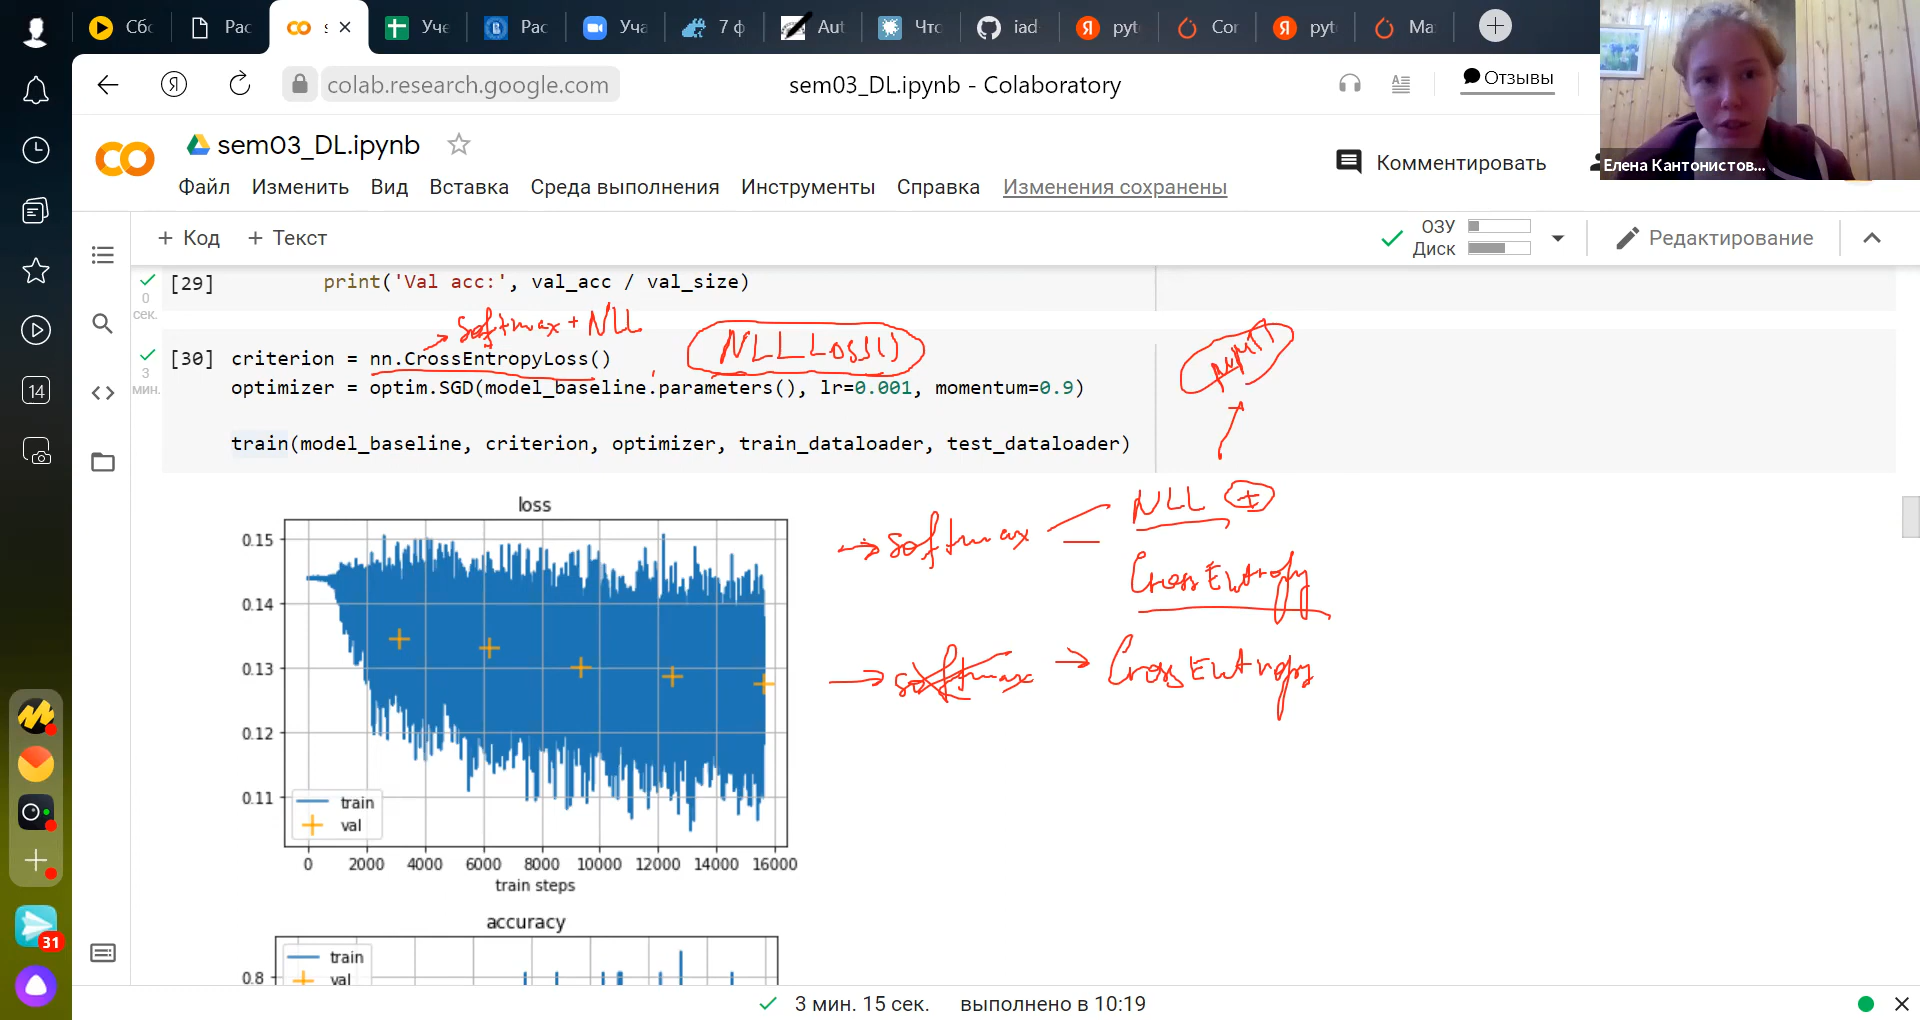 Сбо
Рас
s
Уче
Рас
Уча
7 ф
Aut
Что
iad
pyt
Cor
pyt
Ma
colab.research.google.com
sem03_DL.ipynb - Colaboratory
Отзывы
Елена Кантонистов...
sem03_DL.ipynb
Комментировать
Файл Изменить Вид Вставка Среда выполнения Инструменты Справка Изменения сохранены
+ Код + Текст
ОЗУ
Диск
Редактирование
[29] print('Val acc:', val_acc / val_size)
0
сек.
softmax + NLL
NLLLoss()
[30] criterion = nn.CrossEntropyLoss()
3
мин.
optimizer = optim.SGD(model_baseline.parameters(), lr=0.001, momentum=0.9)
train(model_baseline, criterion, optimizer, train_dataloader, test_dataloader)
loss
0.15
0.14
0.13
0.12
0.11
train
val
0 2000 4000 6000 8000 10000 12000 14000 16000
train steps
softmax
NLL +
CrossEntropy
softmax
CrossEntropy
accuracy
train
val
0.8
14
31
3 мин. 15 сек. выполнено в 10:19